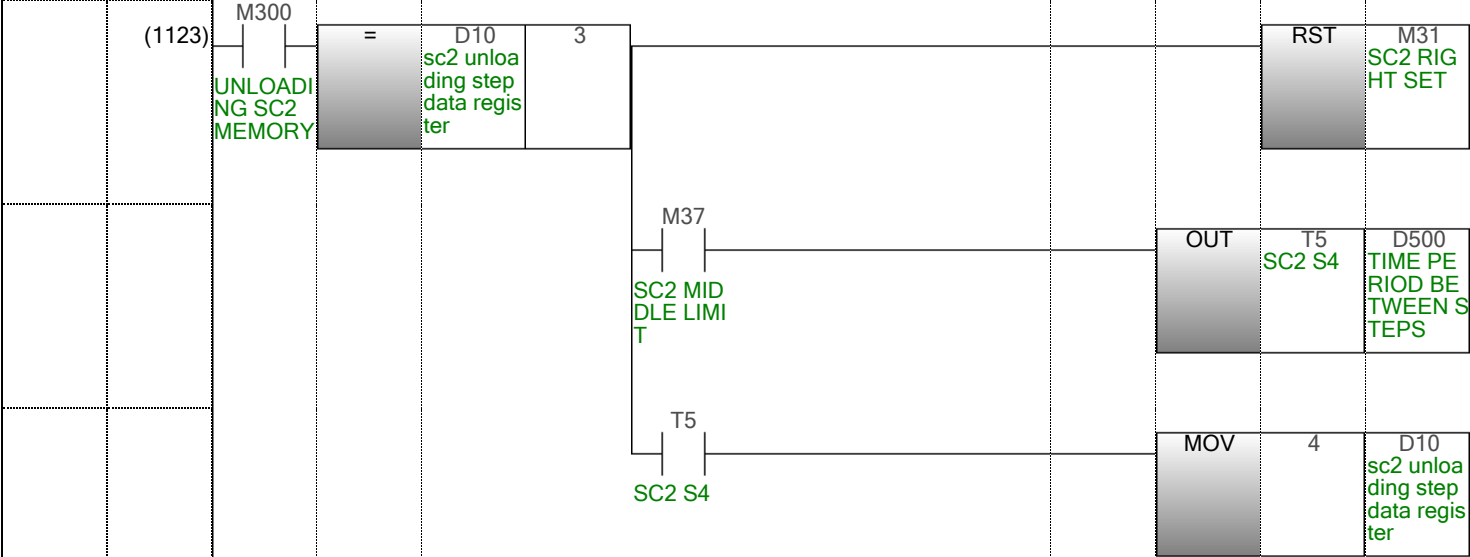 M300
(1123)
= D10 3
RST M31
sc2 unloa
ding step
data regis
ter
SC2 RIG
HT SET
UNLOADI
NG SC2
MEMORY
M37
OUT T5 D500
SC2 S4
TIME PE
RIOD BE
TWEEN S
TEPS
SC2 MID
DLE LIMI
T
T5
MOV 4 D10
sc2 unloa
ding step
data regis
ter
SC2 S4